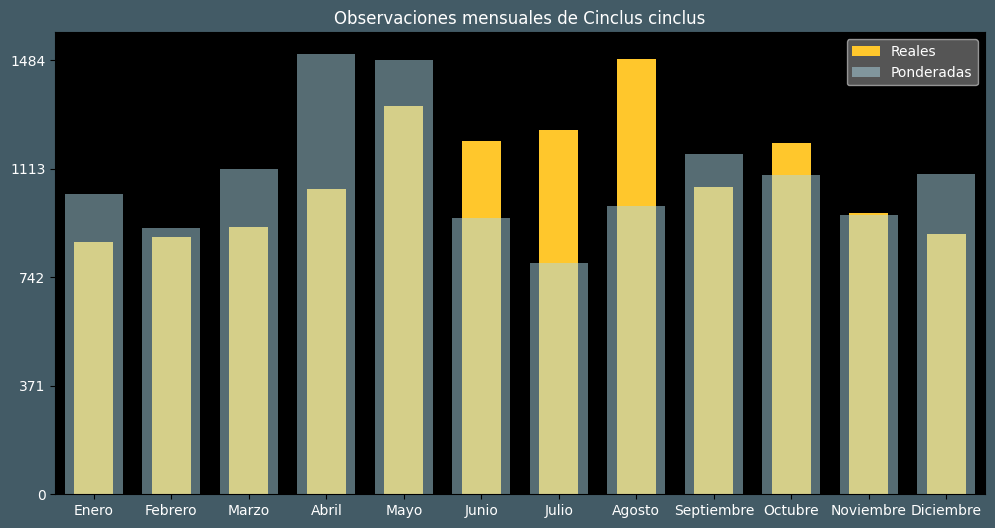 Observaciones mensuales de Cinclus cinclus
Reales
Ponderadas
1484
1113
742
371
0
Enero
Febrero
Marzo
Abril
Mayo
Junio
Julio
Agosto
Septiembre
Octubre
Noviembre
Diciembre